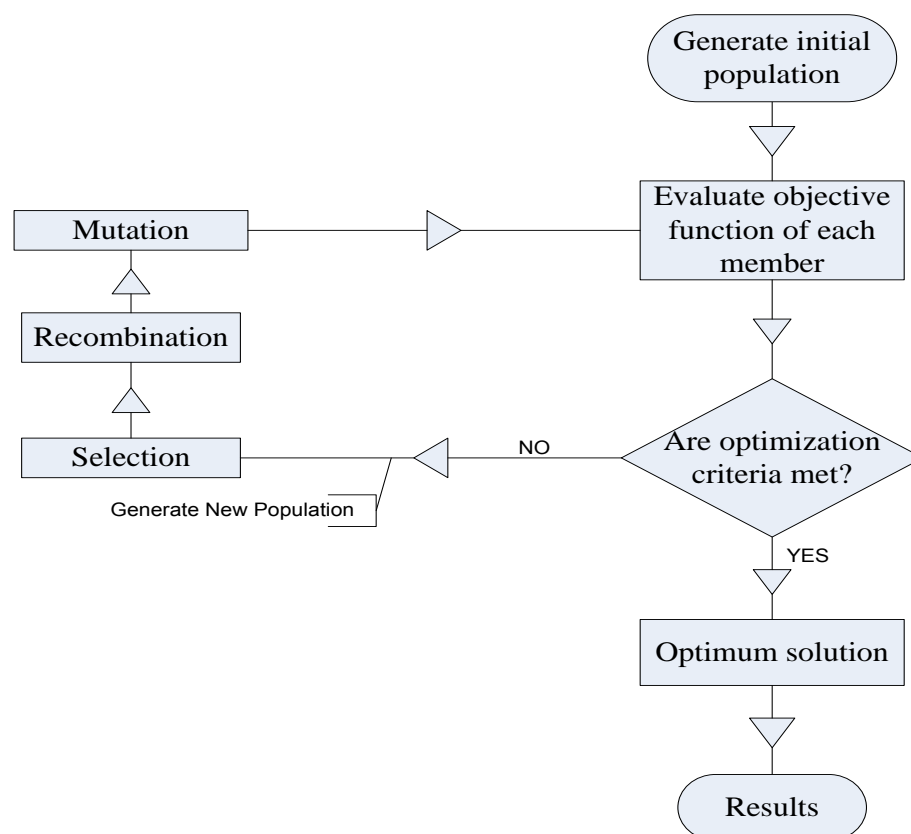 Generate initial
population
Evaluate objective
function of each
member
Mutation
Recombination
Selection
NO
Are optimization
criteria met?
Generate New Population
YES
Optimum solution
Results